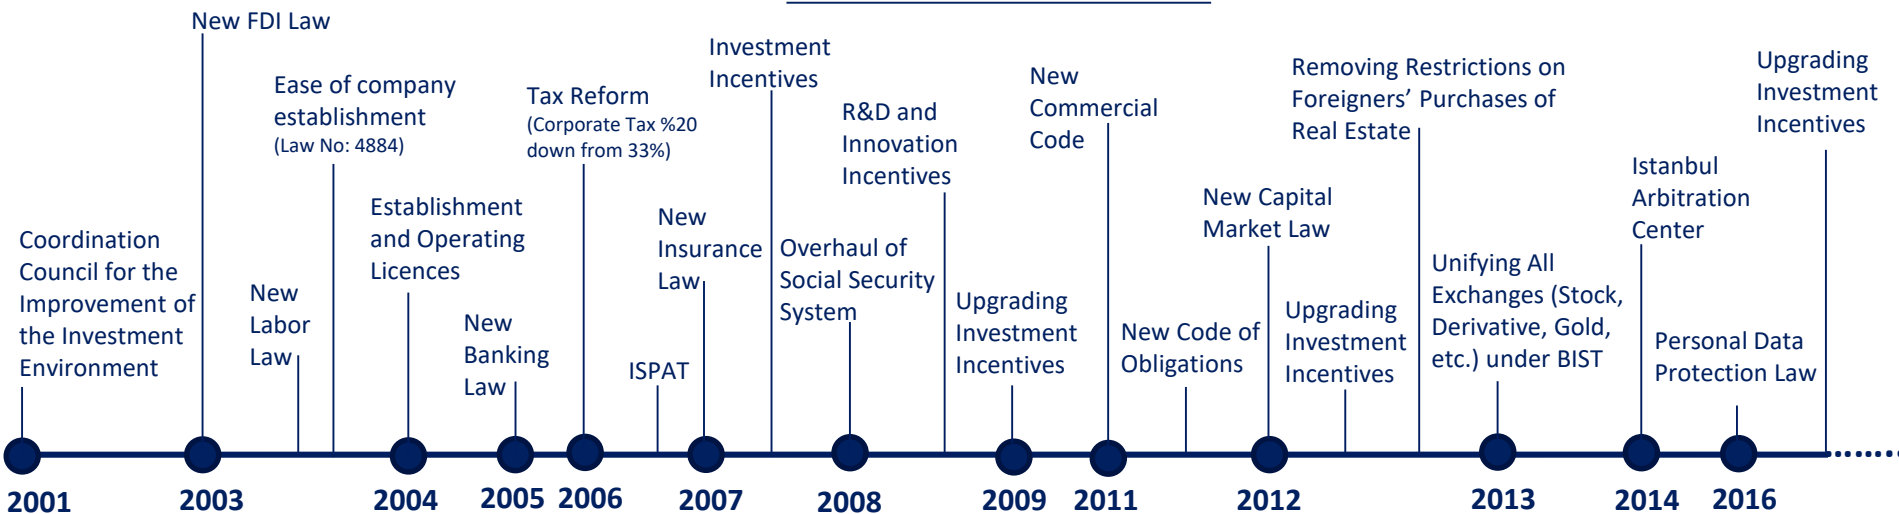 New FDI Law
Ease of company
establishment
(Law No: 4884)
Tax Reform
(Corporate Tax %20
down from 33%)
Investment
Incentives
R&D and
Innovation
Incentives
New
Commercial
Code
Removing Restrictions on
Foreigners’ Purchases of
Real Estate
Upgrading
Investment
Incentives
Coordination
Council for the
Improvement of
the Investment
Environment
New
Labor
Law
Establishment
and Operating
Licences
New
Banking
Law
ISPAT
New
Insurance
Law
Overhaul of
Social Security
System
Upgrading
Investment
Incentives
New Code of
Obligations
New Capital
Market Law
Upgrading
Investment
Incentives
Unifying All
Exchanges (Stock,
Derivative, Gold,
etc.) under BIST
Istanbul
Arbitration
Center
Personal Data
Protection Law
2001
2003
2004
2005
2006
2007
2008
2009
2011
2012
2013
2014
2016